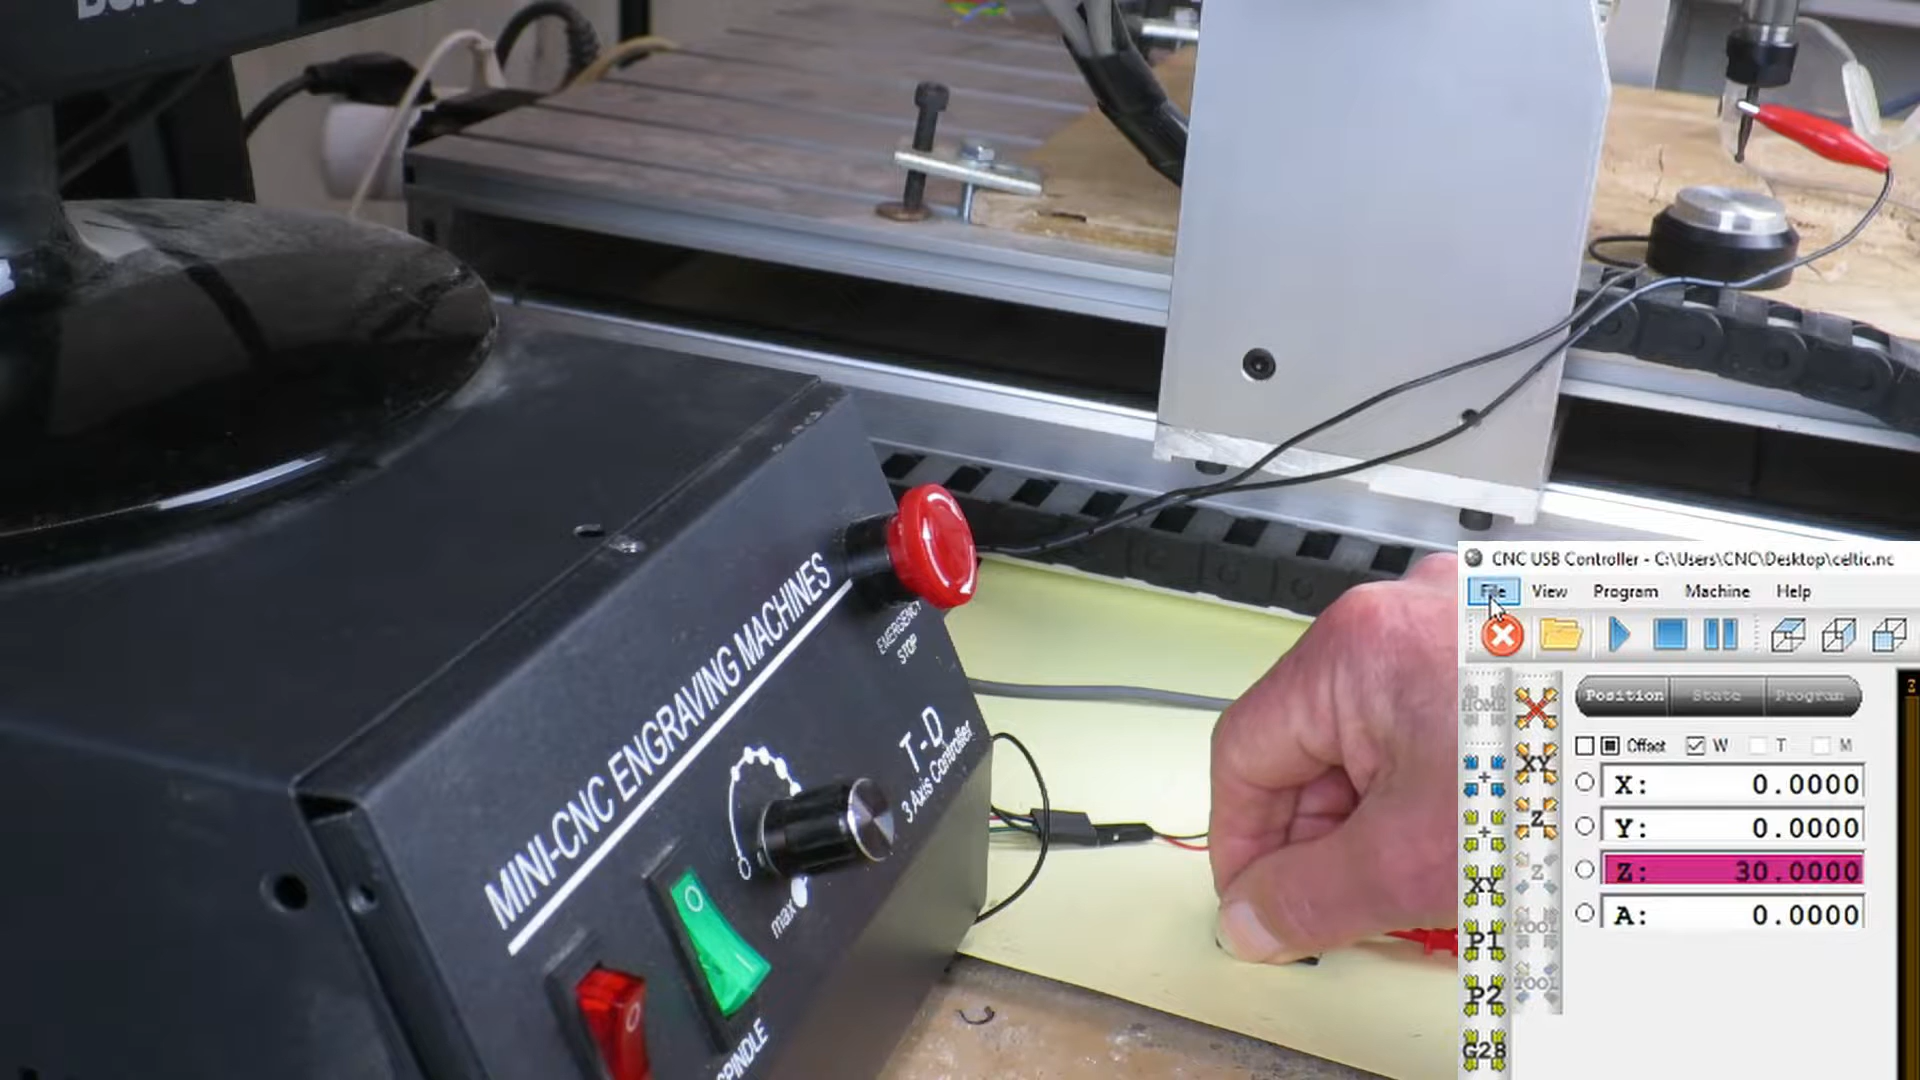 MINI-CNC ENGRAVING MACHINES
EMERGENCY
STOP
T-D
3 Axis Controller
max
SPINDLE
CNC USB Controller - C:\Users\CNC\Desktop\celtic.nc
File View Program Machine Help
Position State Program
Offset W T M
X: 0.0000
Y: 0.0000
Z: 30.0000
A: 0.0000
HOME
XY
Z
Z
XY
TOOL
P1
TOOL
P2
G28